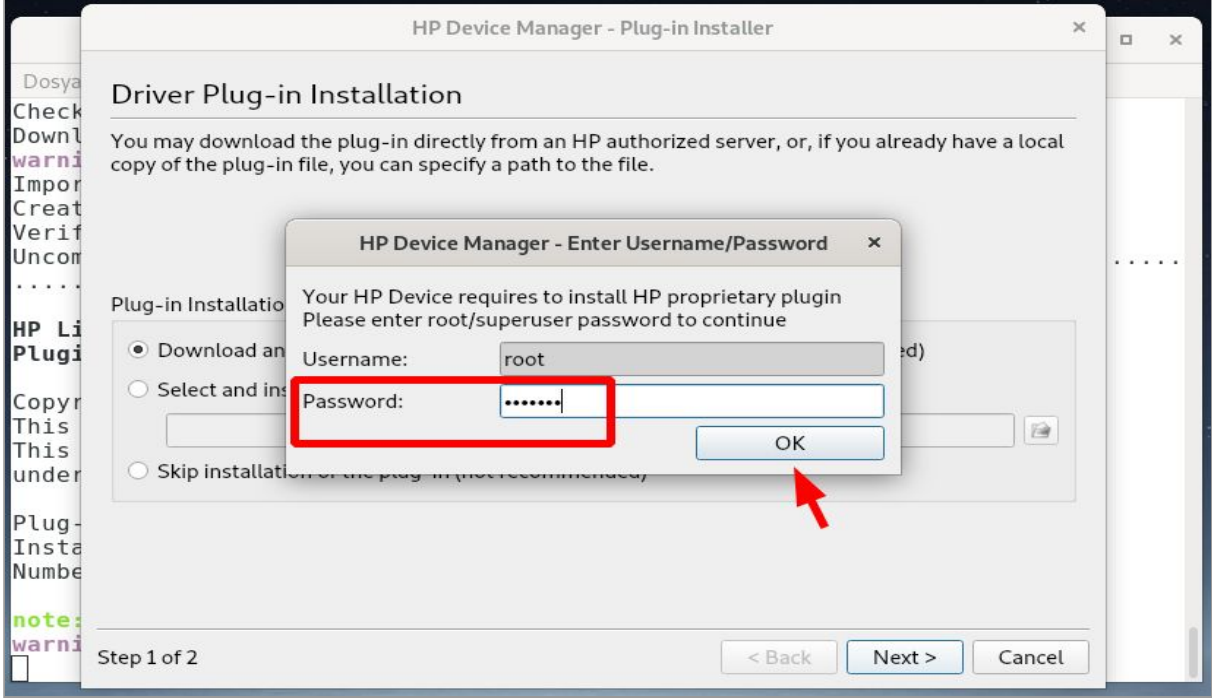 HP Device Manager - Plug-in Installer
Dosya
Driver Plug-in Installation
You may download the plug-in directly from an HP authorized server, or, if you already have a local
copy of the plug-in file, you can specify a path to the file.
HP Device Manager - Enter Username/Password
Your HP Device requires to install HP proprietary plugin
Please enter root/superuser password to continue
Username:
root
Password:
•••••••
OK
Plug-in Installatio
Download an
ed)
Select and ins
Skip installation of the plug-in (not recommended)
Step 1 of 2
< Back
Next >
Cancel
Check
Downl
warni
Impor
Creat
Verif
Uncom
.....
.....
HP Li
Plugi
Copyr
This
This
under
Plug-
Insta
Numbe
note:
warni